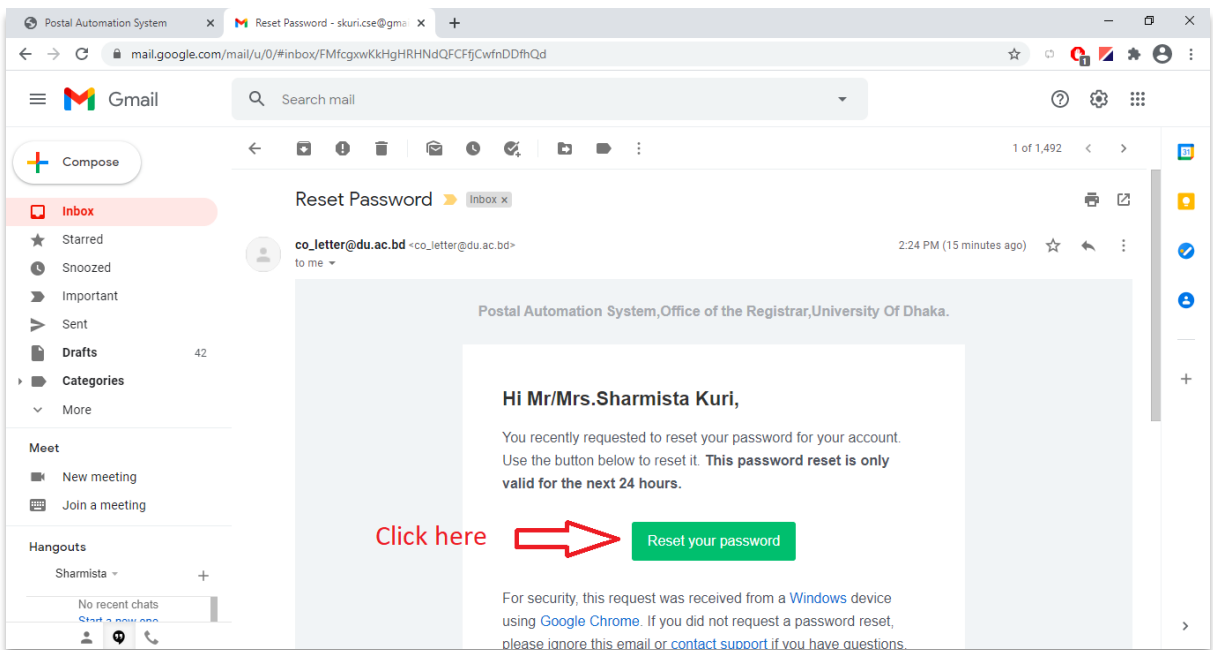 Postal Automation System
Reset Password - skuri.cse@gmai
mail.google.com/mail/u/0/#inbox/FMfcgxwKkHgHRHNdQFCFfjCwfnDDfhQd
1
Gmail
Search mail
Compose
1 of 1,492
31
Inbox
Starred
Snoozed
Important
Sent
Drafts 42
Categories
More
Meet
New meeting
Join a meeting
Hangouts
Sharmista
No recent chats
Start a new one
Reset Password
Inbox x
co_letter@du.ac.bd <co_letter@du.ac.bd>
2:24 PM (15 minutes ago)
to me
Postal Automation System,Office of the Registrar,University Of Dhaka.
Hi Mr/Mrs.Sharmista Kuri,
You recently requested to reset your password for your account.
Use the button below to reset it. This password reset is only
valid for the next 24 hours.
Click here
Reset your password
For security, this request was received from a Windows device
using Google Chrome. If you did not request a password reset,
please ignore this email or contact support if you have questions.